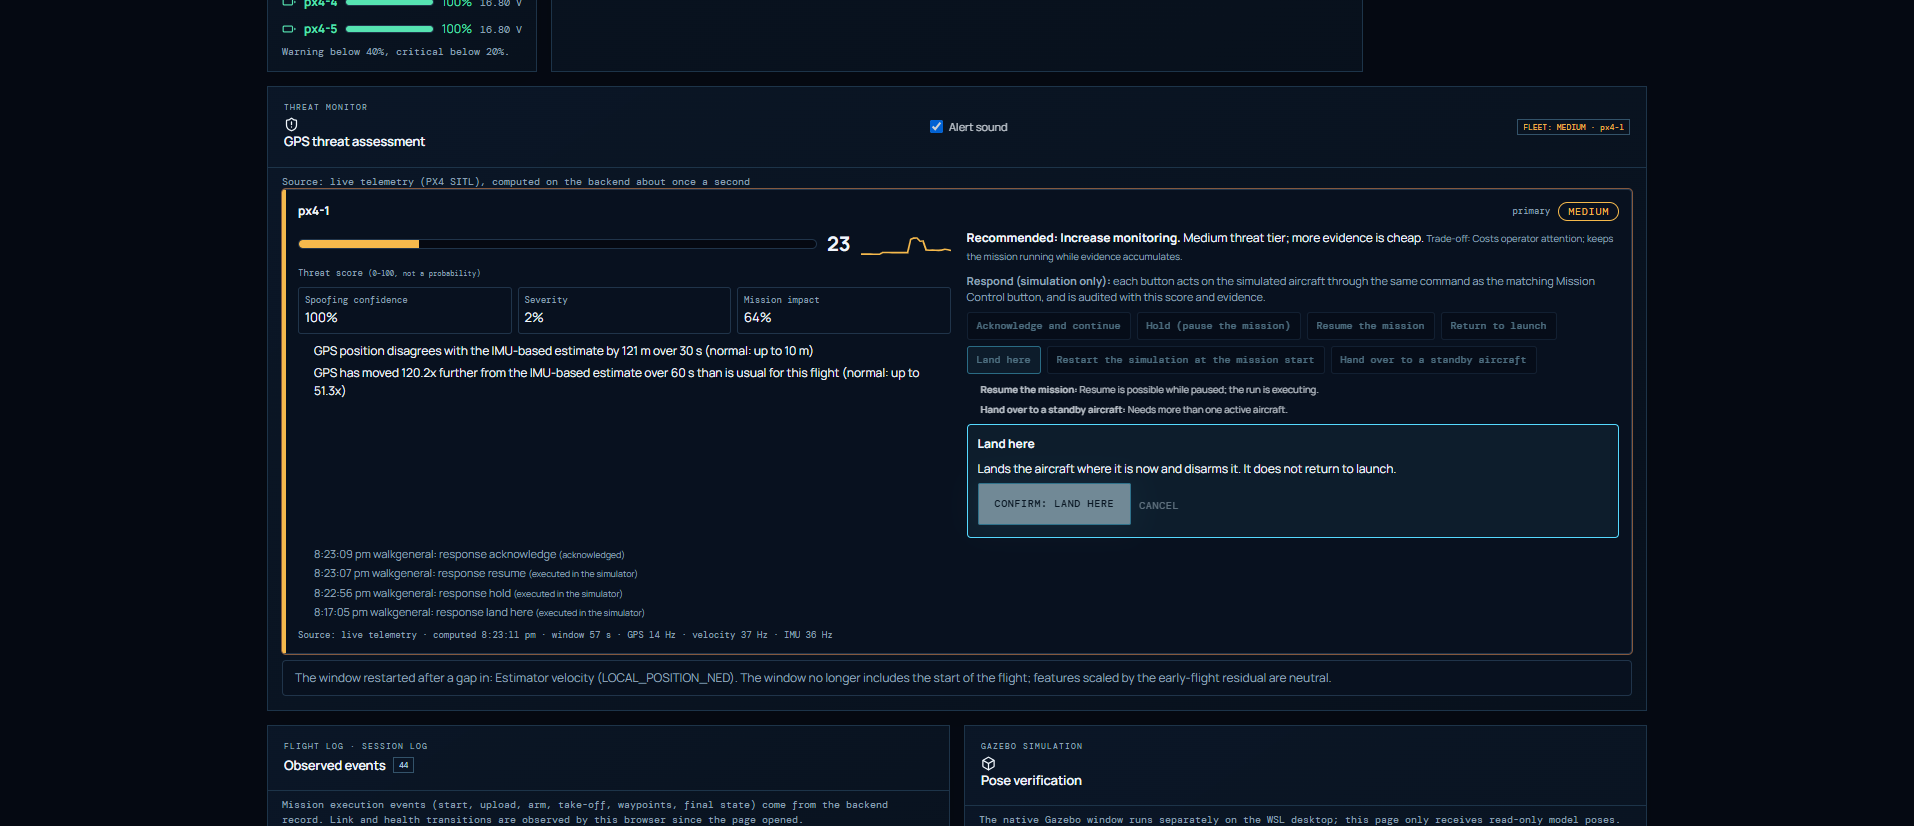 px4-4 100% 16.80 V
px4-5 100% 16.80 V
Warning below 40%, critical below 20%.
THREAT MONITOR
GPS threat assessment
Alert sound
FLEET: MEDIUM · px4-1
Source: live telemetry (PX4 SITL), computed on the backend about once a second
px4-1
primary MEDIUM
23
Threat score (0-100, not a probability)
Spoofing confidence
100%
Severity
2%
Mission impact
64%
GPS position disagrees with the IMU-based estimate by 121 m over 30 s (normal: up to 10 m)
GPS has moved 120.2x further from the IMU-based estimate over 60 s than is usual for this flight (normal: up to
51.3x)
Recommended: Increase monitoring. Medium threat tier; more evidence is cheap. Trade-off: Costs operator attention; keeps
the mission running while evidence accumulates.
Respond (simulation only): each button acts on the simulated aircraft through the same command as the matching Mission
Control button, and is audited with this score and evidence.
Acknowledge and continue
Hold (pause the mission)
Resume the mission
Return to launch
Land here
Restart the simulation at the mission start
Hand over to a standby aircraft
Resume the mission: Resume is possible while paused; the run is executing.
Hand over to a standby aircraft: Needs more than one active aircraft.
Land here
Lands the aircraft where it is now and disarms it. It does not return to launch.
CONFIRM: LAND HERE
CANCEL
8:23:09 pm walkgeneral: response acknowledge (acknowledged)
8:23:07 pm walkgeneral: response resume (executed in the simulator)
8:22:56 pm walkgeneral: response hold (executed in the simulator)
8:17:05 pm walkgeneral: response land here (executed in the simulator)
Source: live telemetry · computed 8:23:11 pm · window 57 s · GPS 14 Hz · velocity 37 Hz · IMU 36 Hz
The window restarted after a gap in: Estimator velocity (LOCAL_POSITION_NED). The window no longer includes the start of the flight; features scaled by the early-flight residual are neutral.
FLIGHT LOG · SESSION LOG
Observed events 44
Mission execution events (start, upload, arm, take-off, waypoints, final state) come from the backend
record. Link and health transitions are observed by this browser since the page opened.
GAZEBO SIMULATION
Pose verification
The native Gazebo window runs separately on the WSL desktop; this page only receives read-only model poses.